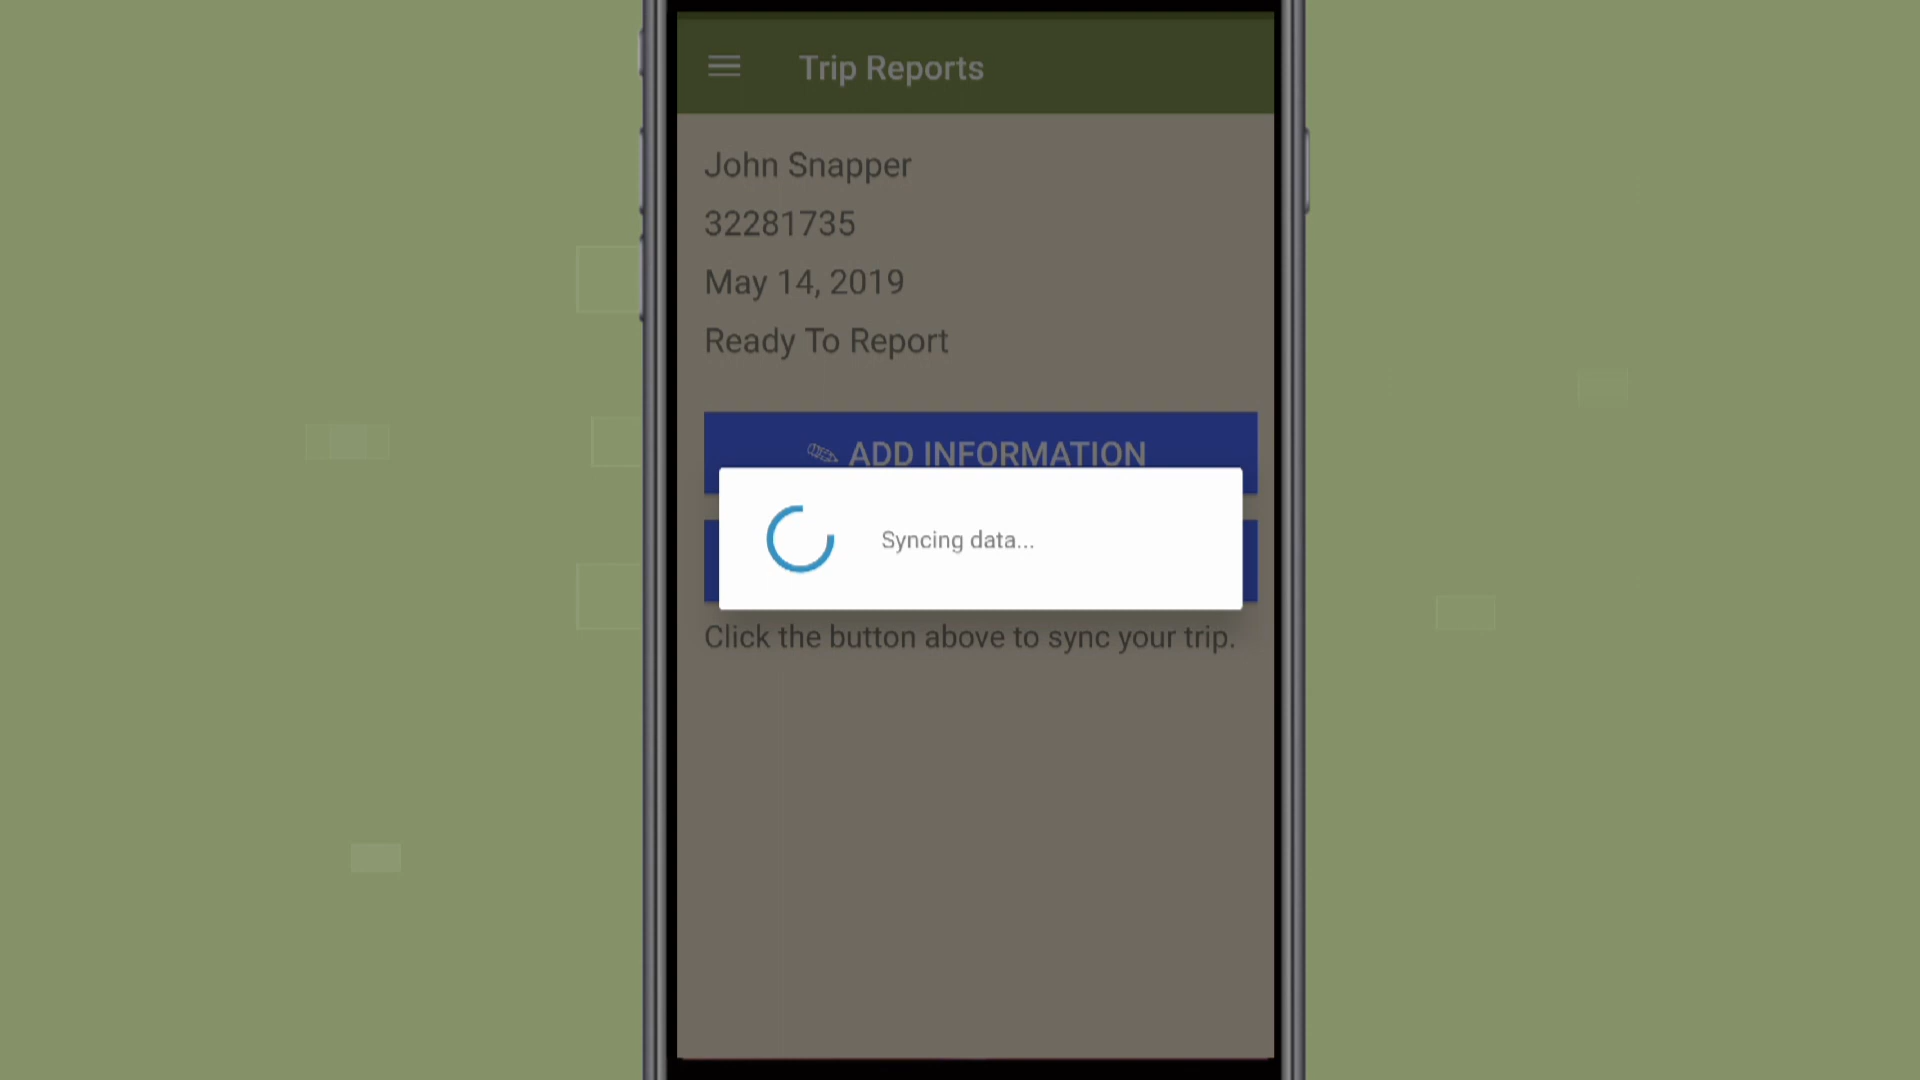 Trip Reports
John Snapper
32281735
May 14, 2019
Ready To Report
ADD INFORMATION
Syncing data...
Click the button above to sync your trip.